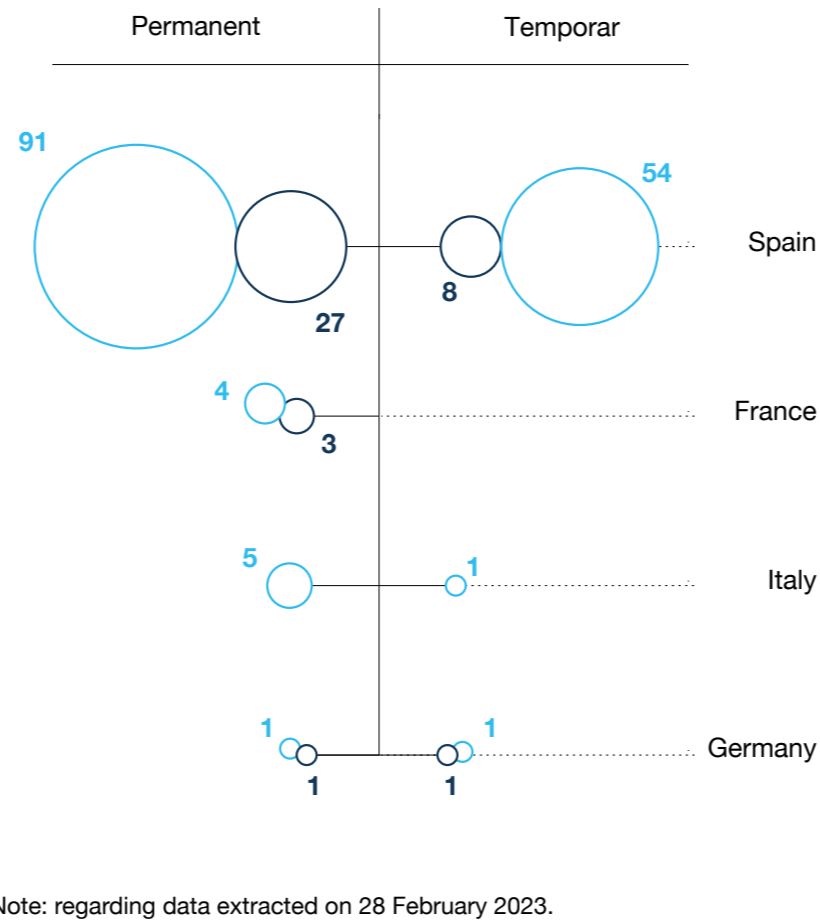 Permanent Temporar
91
54
Spain
8
27
4
France
3
5
1
Italy
1
1
Germany
1
1
Note: regarding data extracted on 28 February 2023.